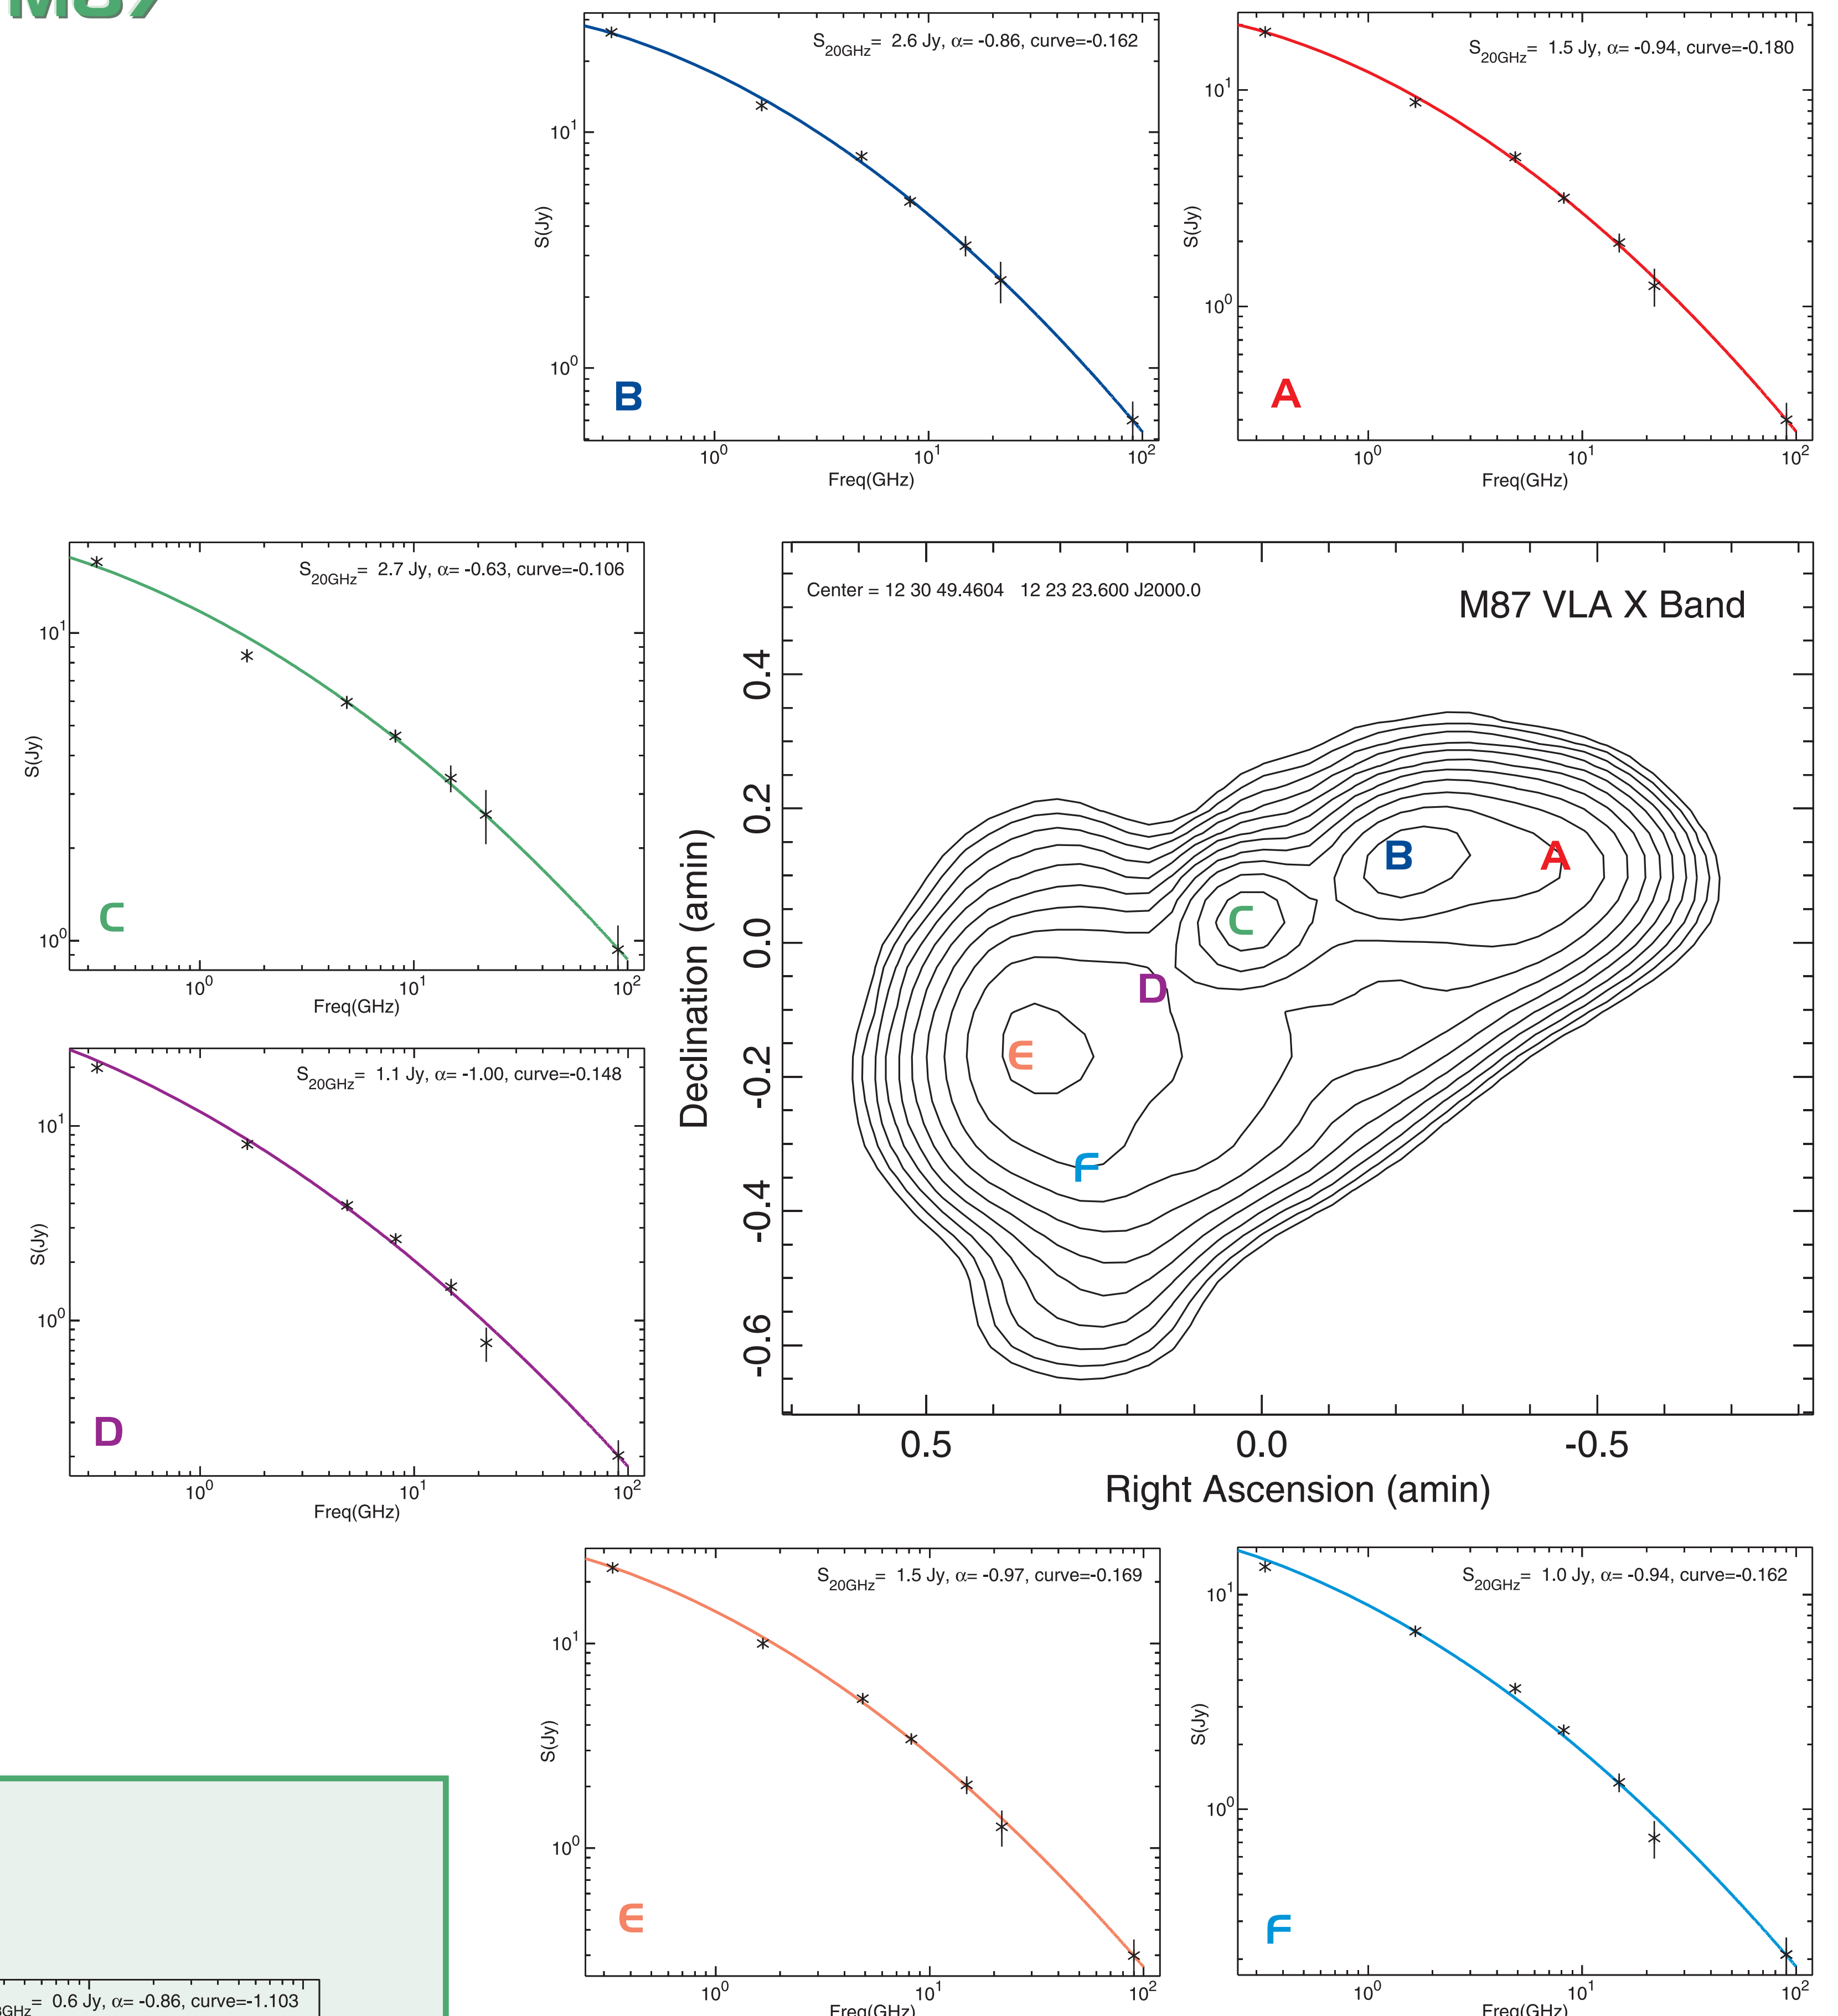 M87
S20GHz= 2.6 Jy, α= -0.86, curve=-0.162
10^1
10^0
S(Jy)
B
10^0 10^1 10^2
Freq(GHz)
S20GHz= 1.5 Jy, α= -0.94, curve=-0.180
10^1
10^0
S(Jy)
A
10^0 10^1 10^2
Freq(GHz)
S20GHz= 2.7 Jy, α= -0.63, curve=-0.106
10^1
10^0
S(Jy)
C
10^0 10^1 10^2
Freq(GHz)
Center = 12 30 49.4604 12 23 23.600 J2000.0
M87 VLA X Band
0.4
0.2
0.0
-0.2
-0.4
-0.6
Declination (amin)
B
A
C
D
E
F
0.5 0.0 -0.5
Right Ascension (amin)
S20GHz= 1.1 Jy, α= -1.00, curve=-0.148
10^1
10^0
S(Jy)
D
10^0 10^1 10^2
Freq(GHz)
S20GHz= 1.5 Jy, α= -0.97, curve=-0.169
10^1
10^0
S(Jy)
E
10^0 10^1 10^2
Freq(GHz)
S20GHz= 1.0 Jy, α= -0.94, curve=-0.162
10^1
10^0
S(Jy)
F
10^0 10^1 10^2
Freq(GHz)
= 0.6 Jy, α= -0.86, curve=-1.103